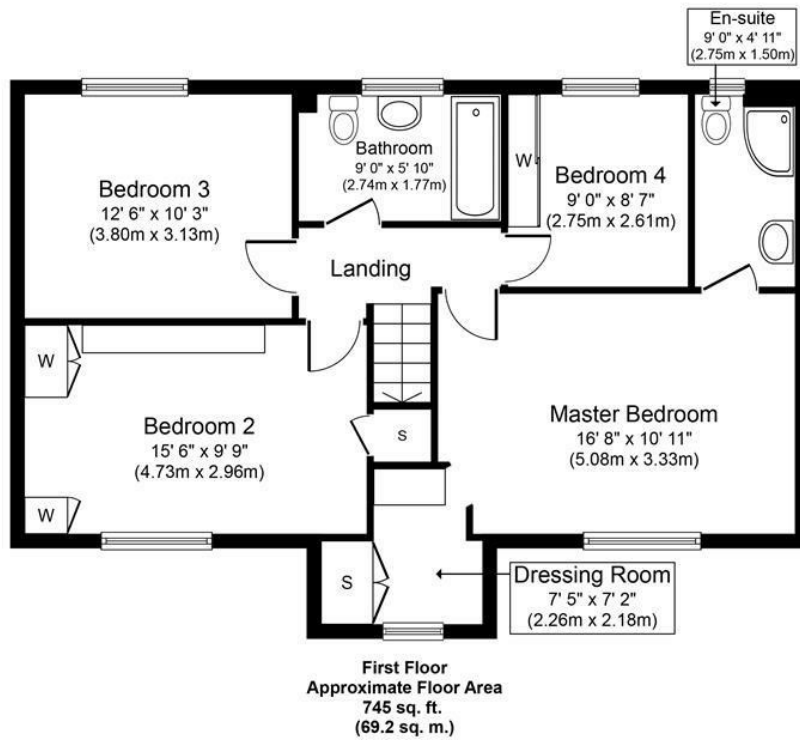 En-suite
9' 0" x 4' 11"
(2.75m x 1.50m)
Bedroom 3
12' 6" x 10' 3"
(3.80m x 3.13m)
Bathroom
9' 0" x 5' 10"
(2.74m x 1.77m)
W
Bedroom 4
9' 0" x 8' 7"
(2.75m x 2.61m)
Landing
W
Bedroom 2
15' 6" x 9' 9"
(4.73m x 2.96m)
W
S
Master Bedroom
16' 8" x 10' 11"
(5.08m x 3.33m)
S
Dressing Room
7' 5" x 7' 2"
(2.26m x 2.18m)
First Floor
Approximate Floor Area
745 sq. ft.
(69.2 sq. m.)